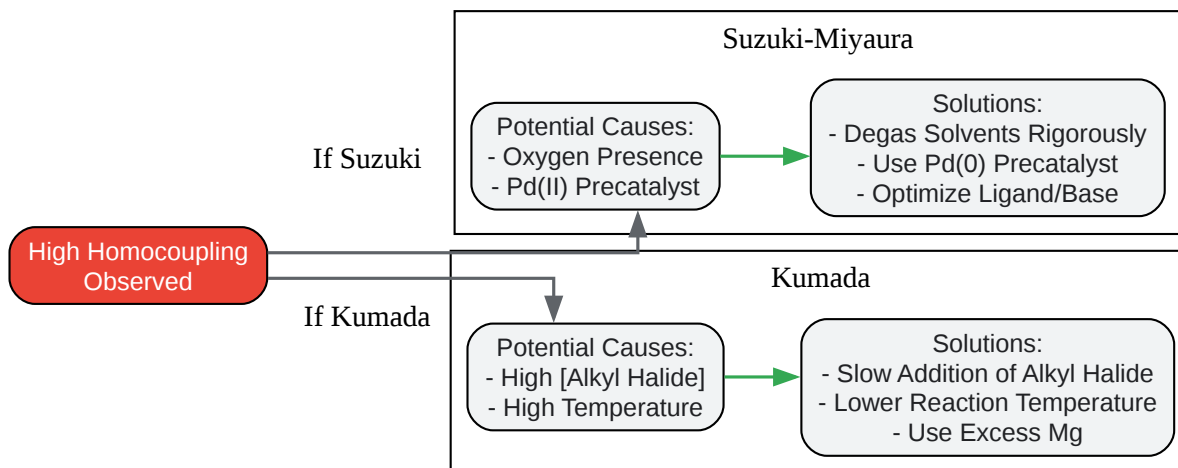 Suzuki-Miyaura
If Suzuki
Potential Causes:
- Oxygen Presence
- Pd(II) Precatalyst
Solutions:
- Degas Solvents Rigorously
- Use Pd(0) Precatalyst
- Optimize Ligand/Base
High Homocoupling
Observed
If Kumada
Kumada
Potential Causes:
- High [Alkyl Halide]
- High Temperature
Solutions:
- Slow Addition of Alkyl Halide
- Lower Reaction Temperature
- Use Excess Mg